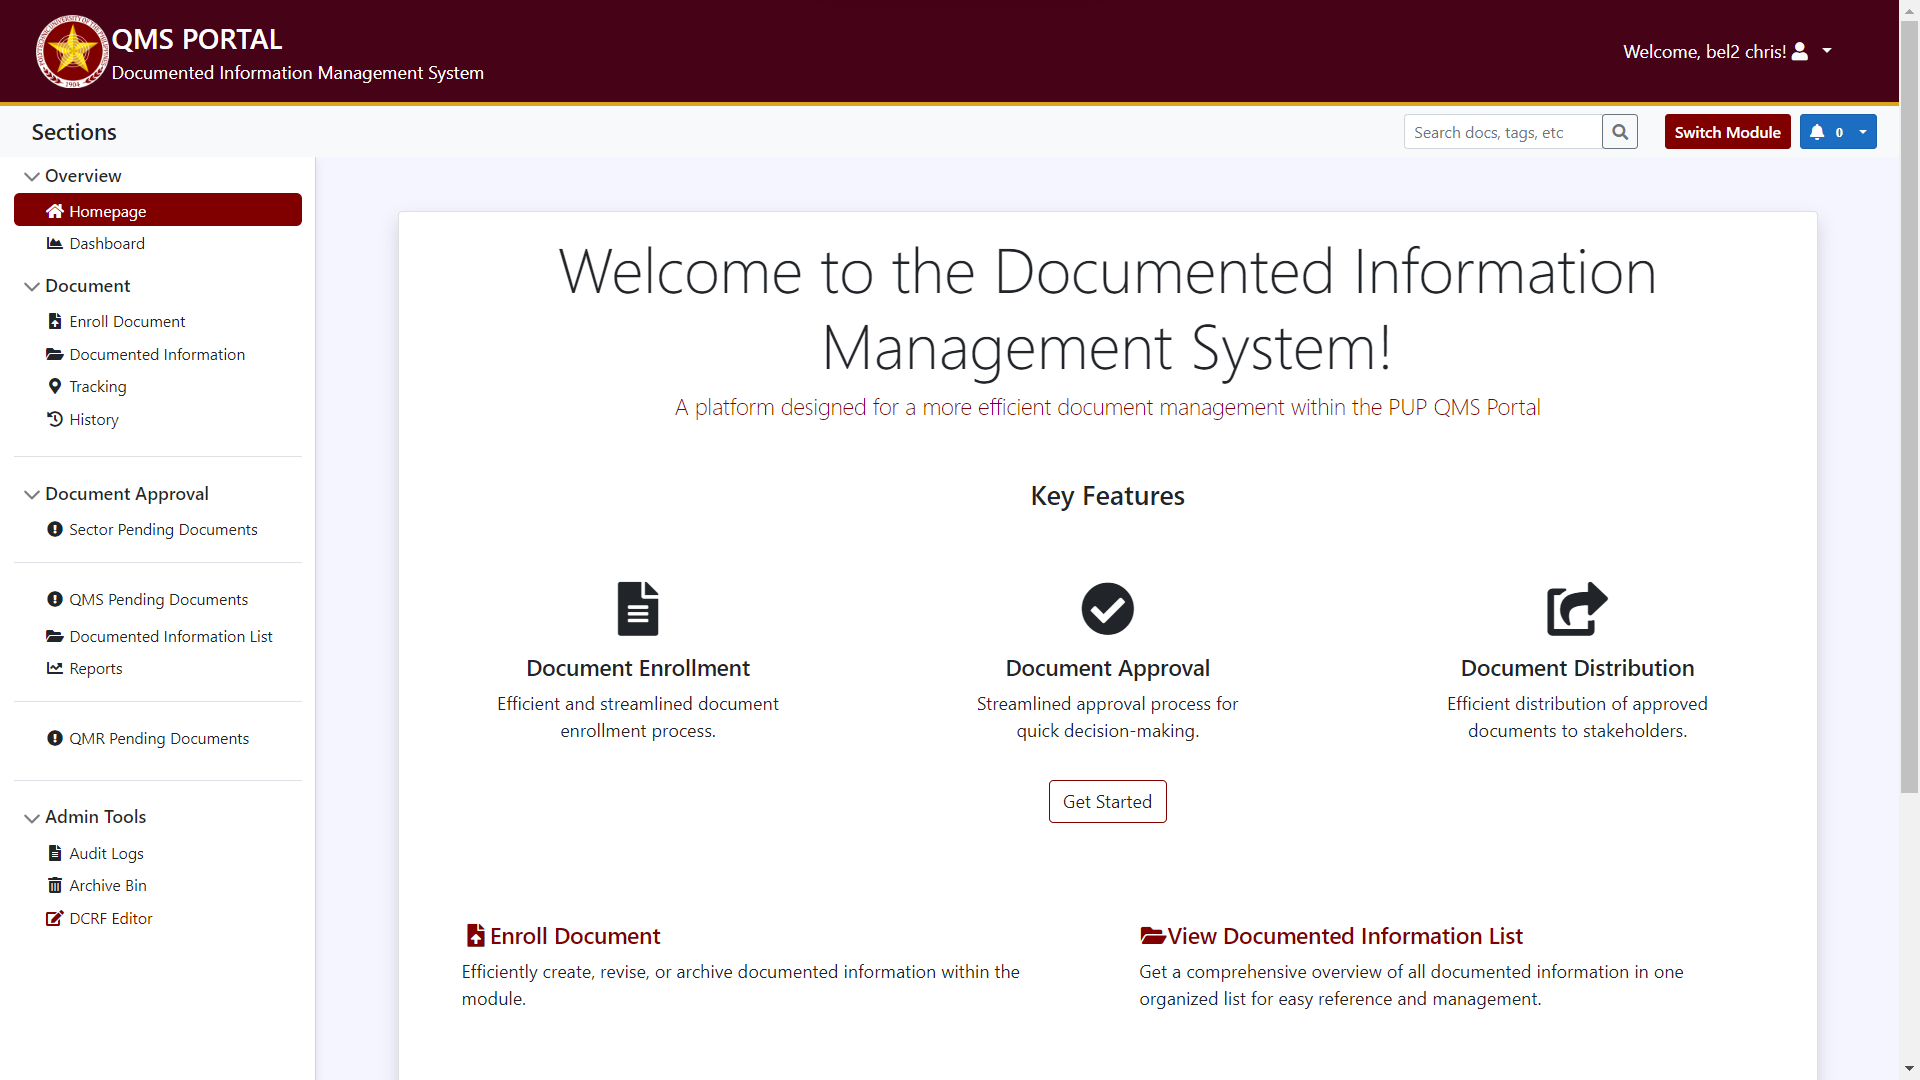 QMS PORTAL
Documented Information Management System
Welcome, bel2 chris!
Sections
Search docs, tags, etc
Switch Module
0
Overview
Homepage
Dashboard
Document
Enroll Document
Documented Information
Tracking
History
Document Approval
Sector Pending Documents
QMS Pending Documents
Documented Information List
Reports
QMR Pending Documents
Admin Tools
Audit Logs
Archive Bin
DCRF Editor
Welcome to the Documented Information
Management System!
A platform designed for a more efficient document management within the PUP QMS Portal
Key Features
Document Enrollment
Efficient and streamlined document
enrollment process.
Document Approval
Streamlined approval process for
quick decision-making.
Document Distribution
Efficient distribution of approved
documents to stakeholders.
Get Started
Enroll Document
Efficiently create, revise, or archive documented information within the
module.
View Documented Information List
Get a comprehensive overview of all documented information in one
organized list for easy reference and management.